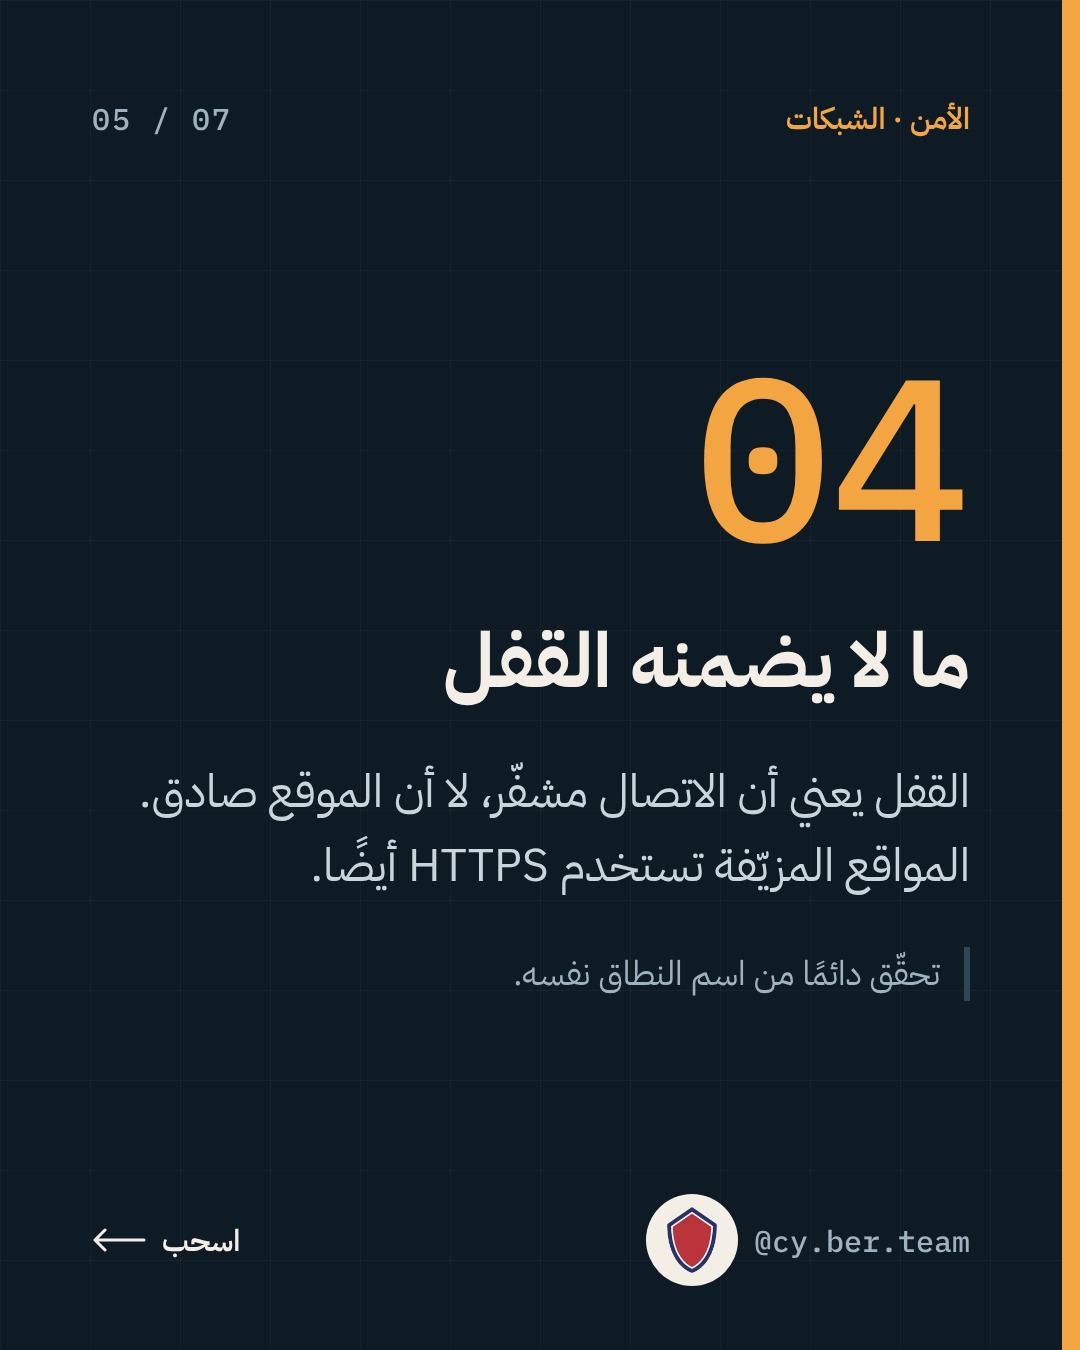 الأمن · الشبكات
05 / 07
04
ما لا يضمنه القفل
القفل يعني أن الاتصال مشفّر، لا أن الموقع صادق.
المواقع المزيّفة تستخدم HTTPS أيضًا.
تحقّق دائمًا من اسم النطاق نفسه.
@cy.ber.team
اسحب ←